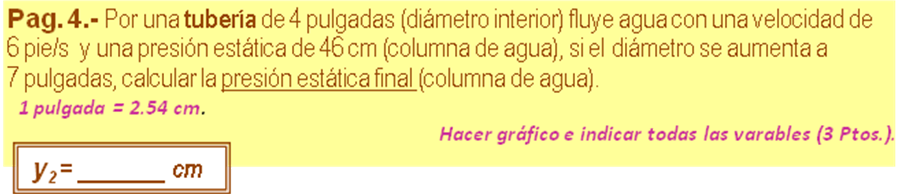 Pag. 4.- Por una tubería de 4 pulgadas (diámetro interior) fluye agua con una velocidad de
6 pie/s y una presión estática de 46 cm (columna de agua), si el diámetro se aumenta a
7 pulgadas, calcular la presión estática final (columna de agua).
1 pulgada = 2.54 cm.
Hacer gráfico e indicar todas las varables (3 Ptos.).
y2= ________ cm